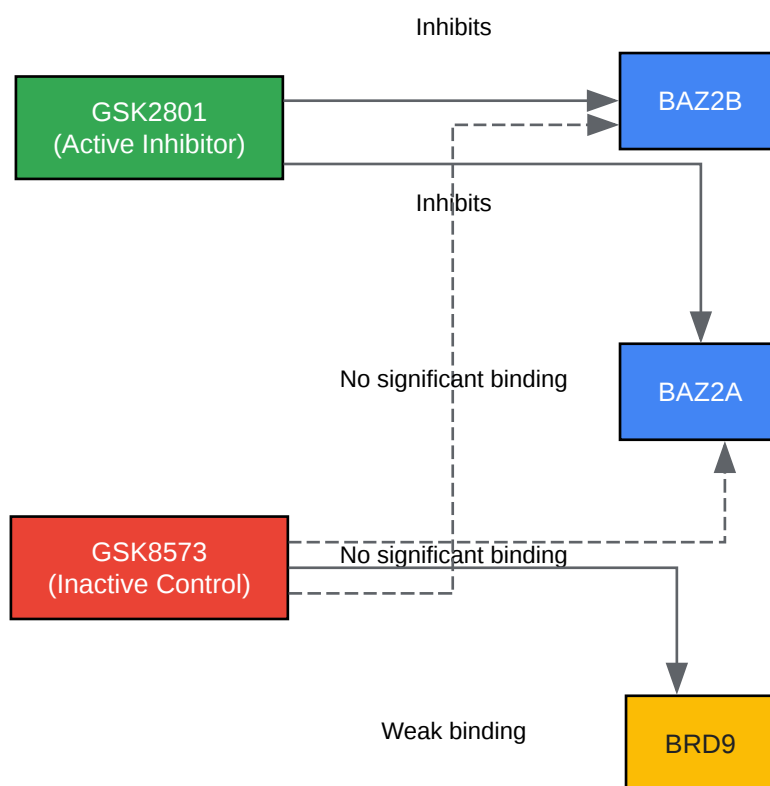 Inhibits
GSK2801
(Active Inhibitor)
BAZ2B
Inhibits
No significant binding
BAZ2A
GSK8573
(Inactive Control)
No significant binding
Weak binding
BRD9